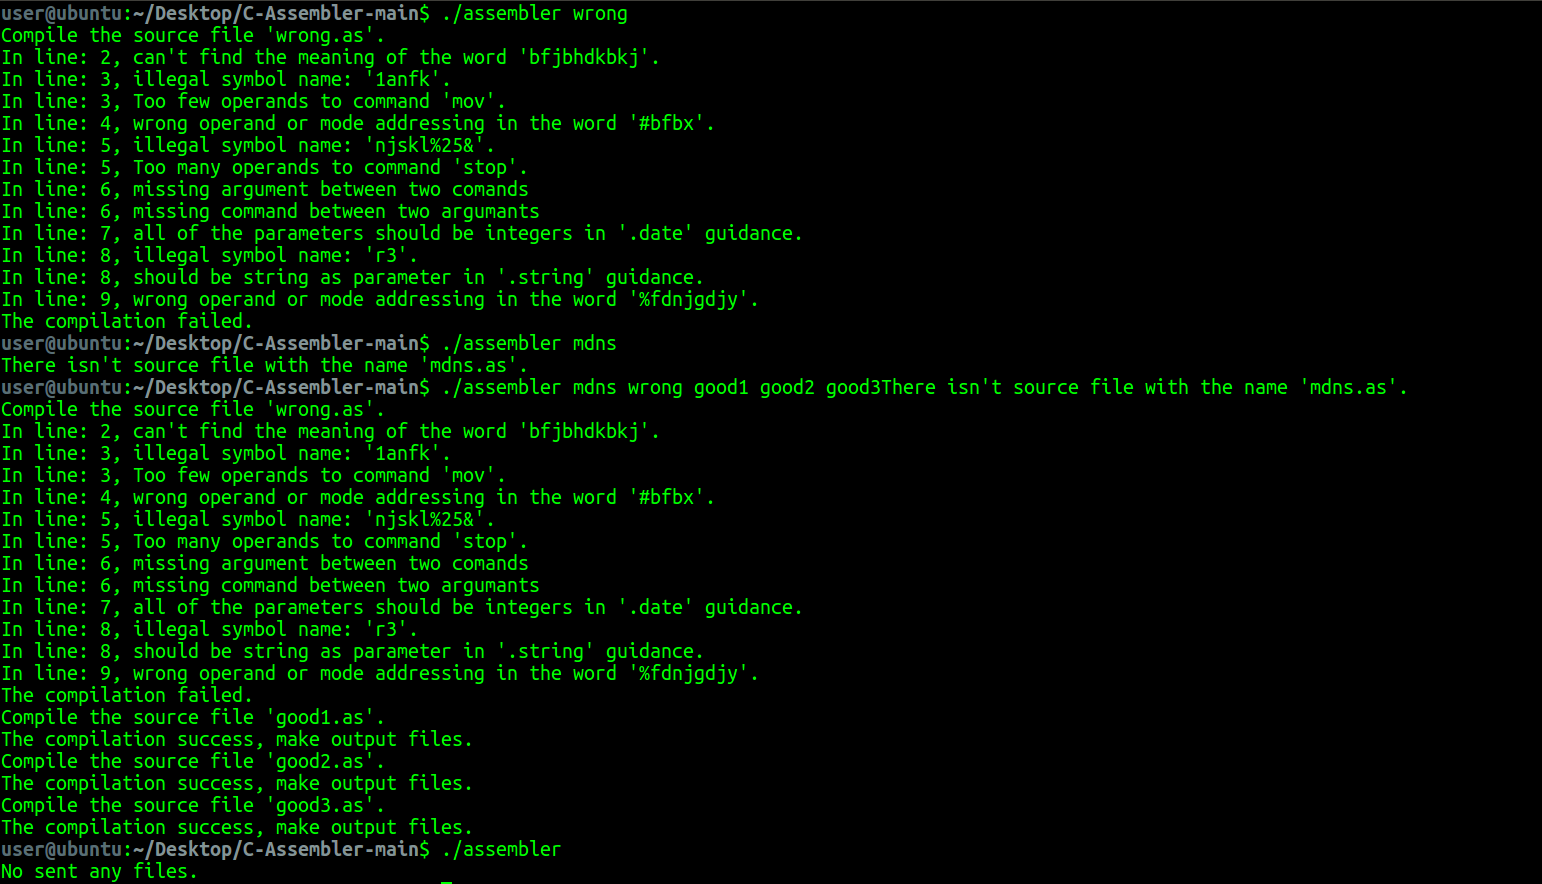 user@ubuntu:~/Desktop/C-Assembler-main$ ./assembler wrong
Compile the source file 'wrong.as'.
In line: 2, can't find the meaning of the word 'bfjbhdkbkj'.
In line: 3, illegal symbol name: '1anfk'.
In line: 3, Too few operands to command 'mov'.
In line: 4, wrong operand or mode addressing in the word '#bfbx'.
In line: 5, illegal symbol name: 'njskl%25&'.
In line: 5, Too many operands to command 'stop'.
In line: 6, missing argument between two comands
In line: 6, missing command between two argumants
In line: 7, all of the parameters should be integers in '.date' guidance.
In line: 8, illegal symbol name: 'r3'.
In line: 8, should be string as parameter in '.string' guidance.
In line: 9, wrong operand or mode addressing in the word '%fdnjgdjy'.
The compilation failed.
user@ubuntu:~/Desktop/C-Assembler-main$ ./assembler mdns
There isn't source file with the name 'mdns.as'.
user@ubuntu:~/Desktop/C-Assembler-main$ ./assembler mdns wrong good1 good2 good3There isn't source file with the name 'mdns.as'.
Compile the source file 'wrong.as'.
In line: 2, can't find the meaning of the word 'bfjbhdkbkj'.
In line: 3, illegal symbol name: '1anfk'.
In line: 3, Too few operands to command 'mov'.
In line: 4, wrong operand or mode addressing in the word '#bfbx'.
In line: 5, illegal symbol name: 'njskl%25&'.
In line: 5, Too many operands to command 'stop'.
In line: 6, missing argument between two comands
In line: 6, missing command between two argumants
In line: 7, all of the parameters should be integers in '.date' guidance.
In line: 8, illegal symbol name: 'r3'.
In line: 8, should be string as parameter in '.string' guidance.
In line: 9, wrong operand or mode addressing in the word '%fdnjgdjy'.
The compilation failed.
Compile the source file 'good1.as'.
The compilation success, make output files.
Compile the source file 'good2.as'.
The compilation success, make output files.
Compile the source file 'good3.as'.
The compilation success, make output files.
user@ubuntu:~/Desktop/C-Assembler-main$ ./assembler
No sent any files.